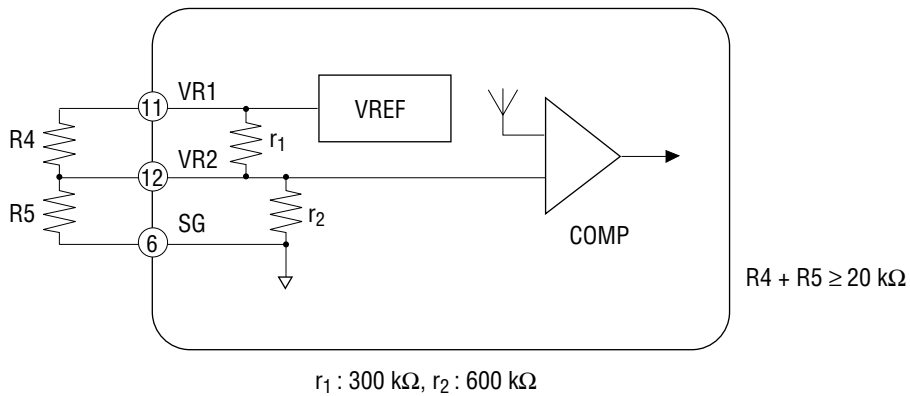 11
VR1
VREF
R4
r₁
VR2
12
R5
r₂
SG
6
COMP
R4 + R5 ≥ 20 kΩ
r₁ : 300 kΩ, r₂ : 600 kΩ